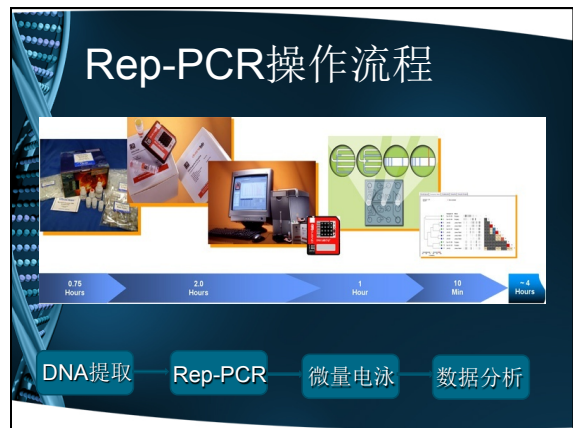 Rep-PCR操作流程
0.75 Hours
2.0 Hours
1 Hour
10 Min
~ 4 Hours
DNA提取
Rep-PCR
微量电泳
数据分析